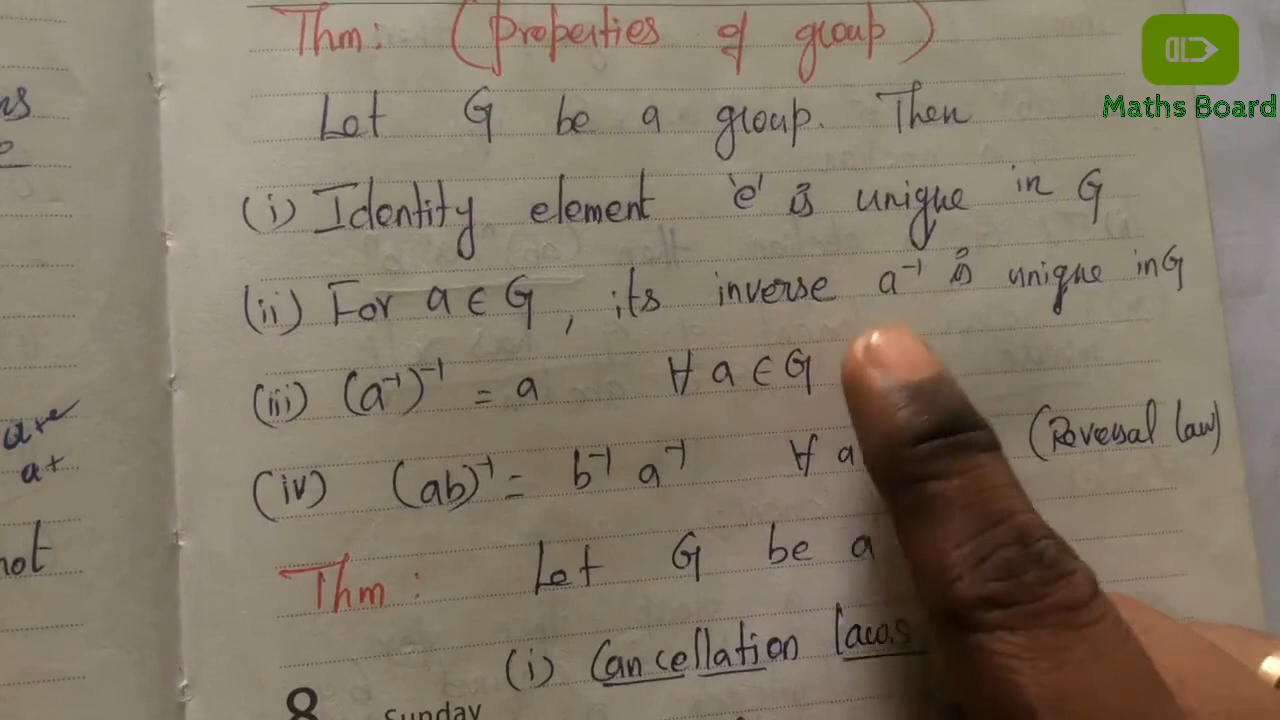 Thm: (properties of group)
Maths Board
Let G be a group. Then
(i) Identity element 'e' is unique in G
(ii) For a ∈ G, its inverse a⁻¹ is unique in G
(iii) (a⁻¹)⁻¹ = a ∀ a ∈ G
(iv) (ab)⁻¹ = b⁻¹ a⁻¹ ∀ a (Reversal law)
Thm: Let G be a
(i) Cancellation laws
8 Sunday
are
a+
not